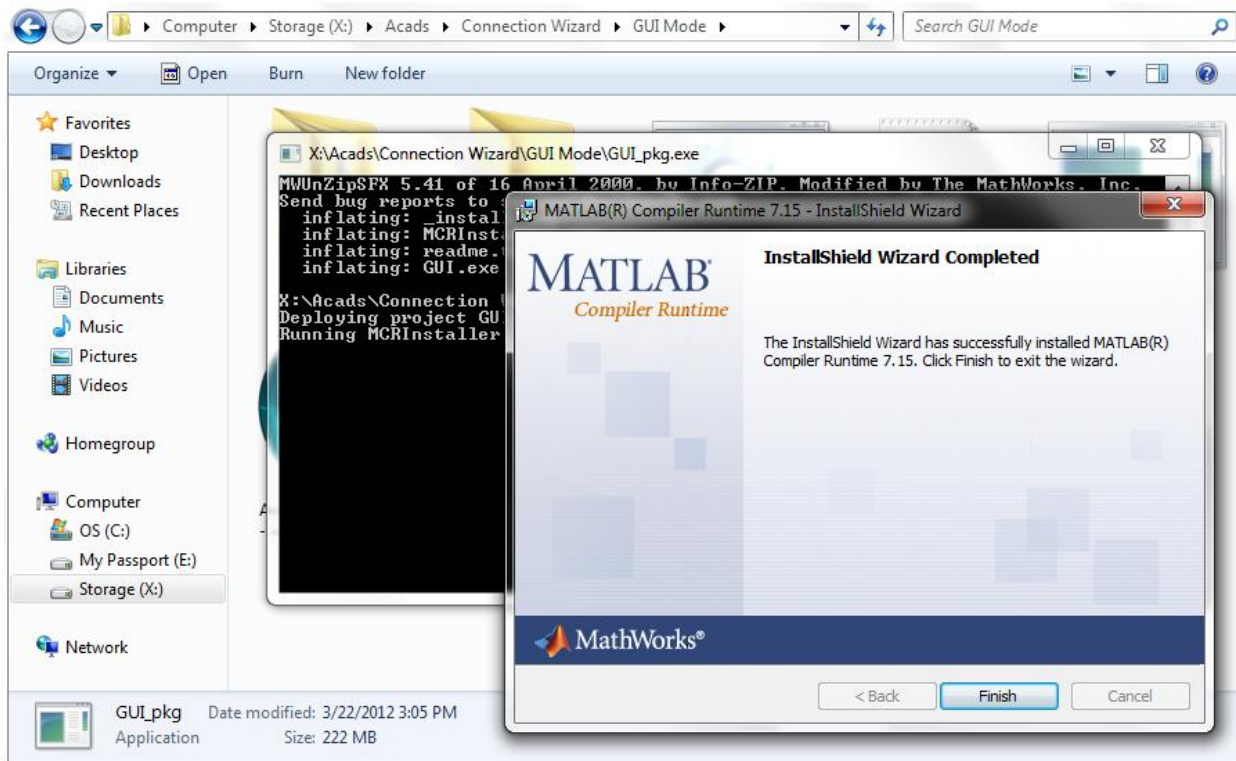 Computer Storage (X:) Acads Connection Wizard GUI Mode
Search GUI Mode
Organize Open Burn New folder
Favorites
Desktop
Downloads
Recent Places
Libraries
Documents
Music
Pictures
Videos
Homegroup
Computer
OS (C:)
My Passport (E:)
Storage (X:)
Network
X:\Acads\Connection Wizard\GUI Mode\GUI_pkg.exe
MWUnZipSFX 5.41 of 16 April 2000, by Info-ZIP. Modified by The MathWorks, Inc.
Send bug reports to
inflating: _install
inflating: MCRInst
inflating: readme.
inflating: GUI.exe
X:\Acads\Connection
Deploying project GU
Running MCRInstaller
MATLAB(R) Compiler Runtime 7.15 - InstallShield Wizard
MATLAB®
Compiler Runtime
InstallShield Wizard Completed
The InstallShield Wizard has successfully installed MATLAB(R)
Compiler Runtime 7.15. Click Finish to exit the wizard.
MathWorks®
< Back Finish Cancel
GUI_pkg Date modified: 3/22/2012 3:05 PM
Application Size: 222 MB